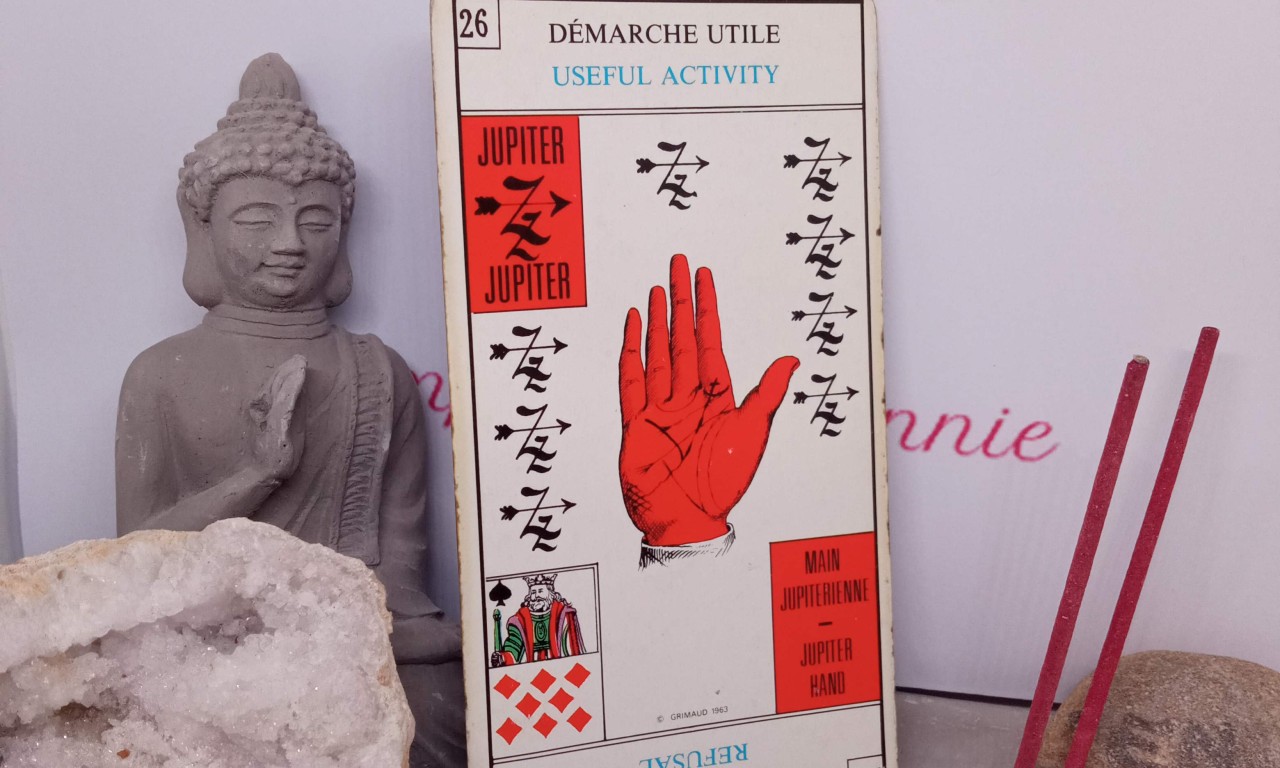 26
DÉMARCHE UTILE
USEFUL ACTIVITY
JUPITER
JUPITER
MAIN
JUPITERIENNE
-
JUPITER
HAND
© GRIMAUD 1963
REFUSAL
nnie